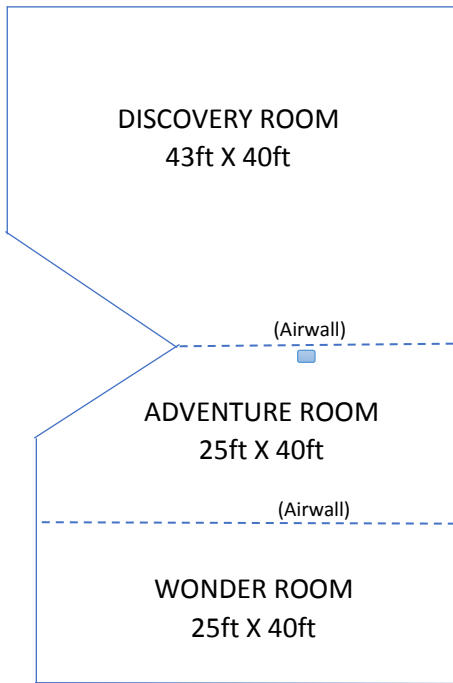 DISCOVERY ROOM
43ft X 40ft
(Airwall)
ADVENTURE ROOM
25ft X 40ft
(Airwall)
WONDER ROOM
25ft X 40ft